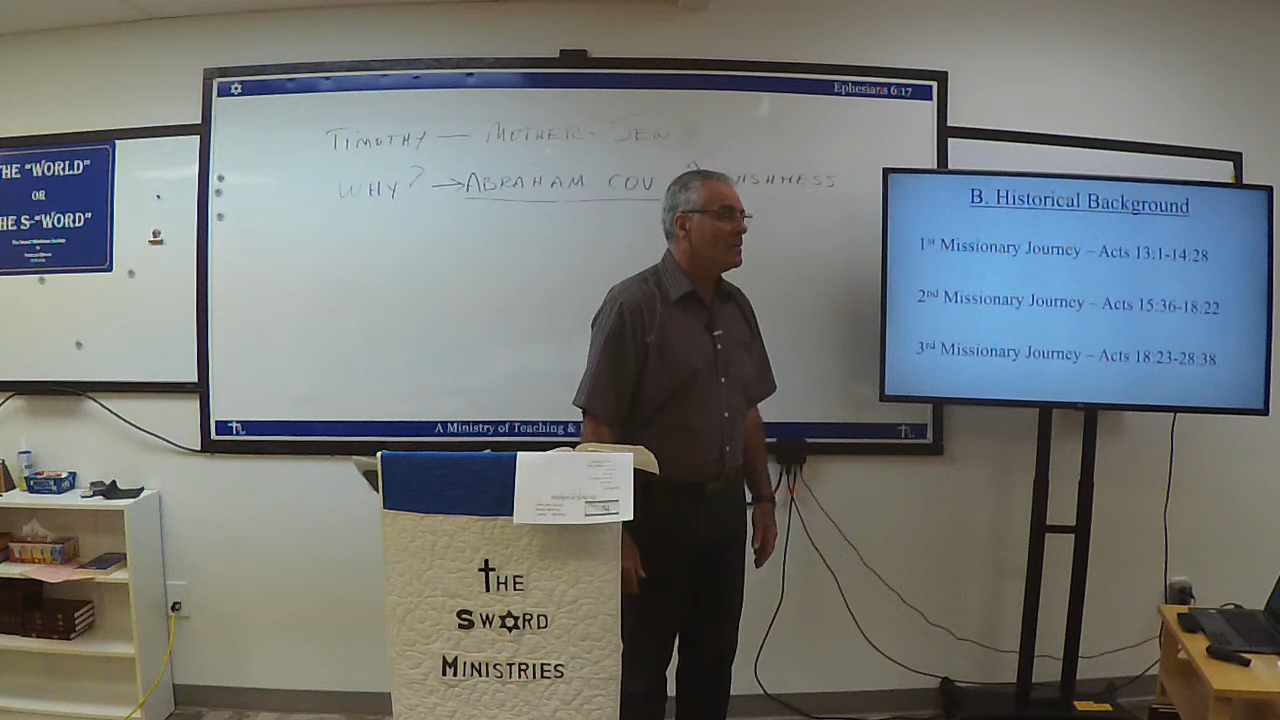 Ephesians 6:17
TIMOTHY — MOTHER - JEW
WHY? → ABRAHAM COV
THE "WORLD"
OR
THE S-"WORD"
B. Historical Background
1st Missionary Journey – Acts 13:1-14:28
2nd Missionary Journey – Acts 15:36-18:22
3rd Missionary Journey – Acts 18:23-28:38
A Ministry of Teaching &
THE
SWORD
MINISTRIES